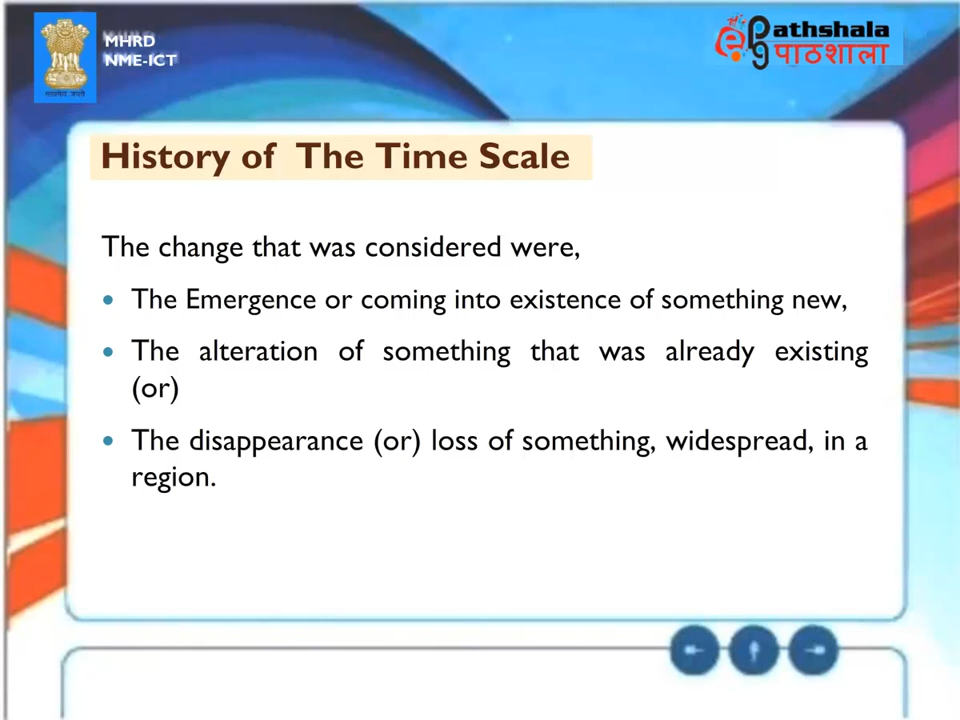 MHRD
NME-ICT
epg athshala
पाठशाला
History of The Time Scale
The change that was considered were,
• The Emergence or coming into existence of something new,
• The alteration of something that was already existing
(or)
• The disappearance (or) loss of something, widespread, in a
region.